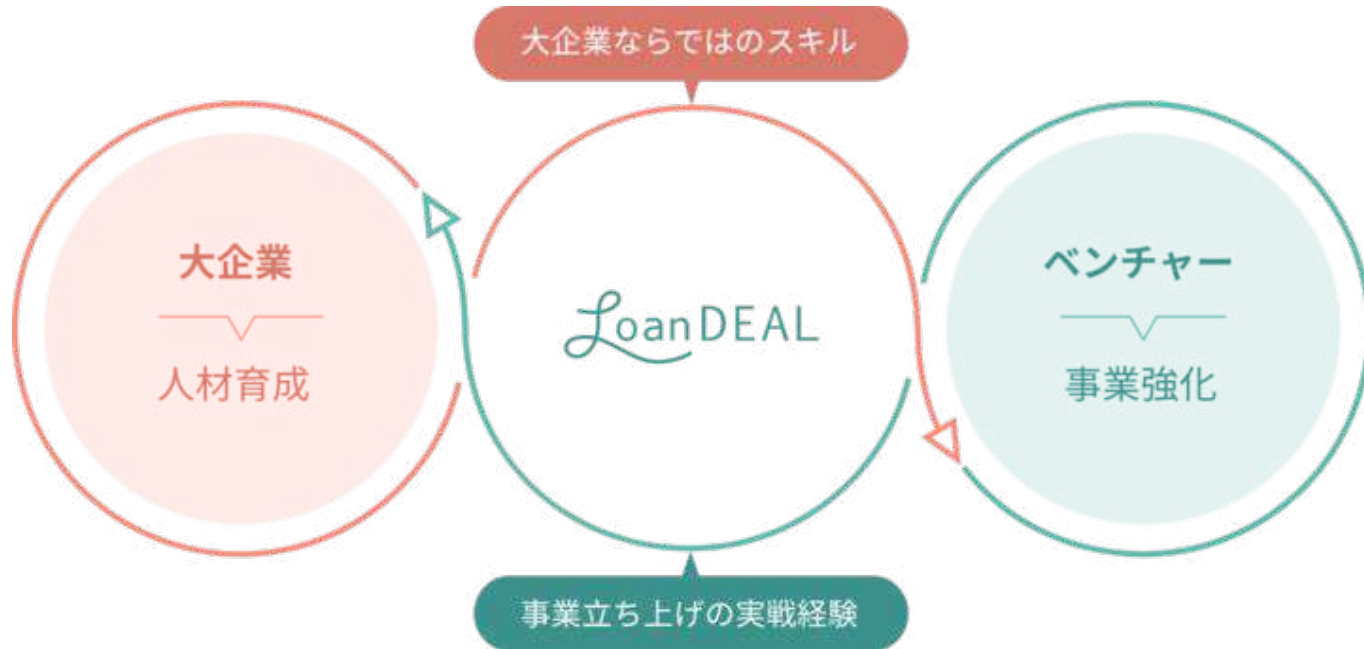 大企業ならではのスキル
大企業
人材育成
LoanDEAL
ベンチャー
事業強化
事業立ち上げの実戦経験